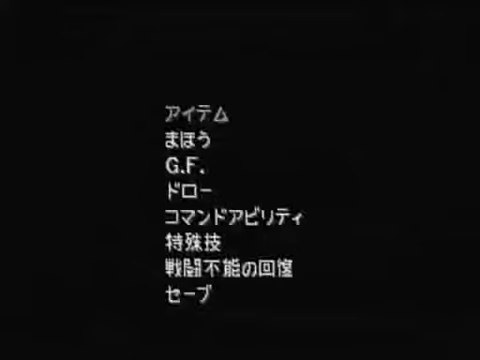 アイテム
まほう
G.F.
ドロー
コマンドアビリティ
特殊技
戦闘不能の回復
セーブ